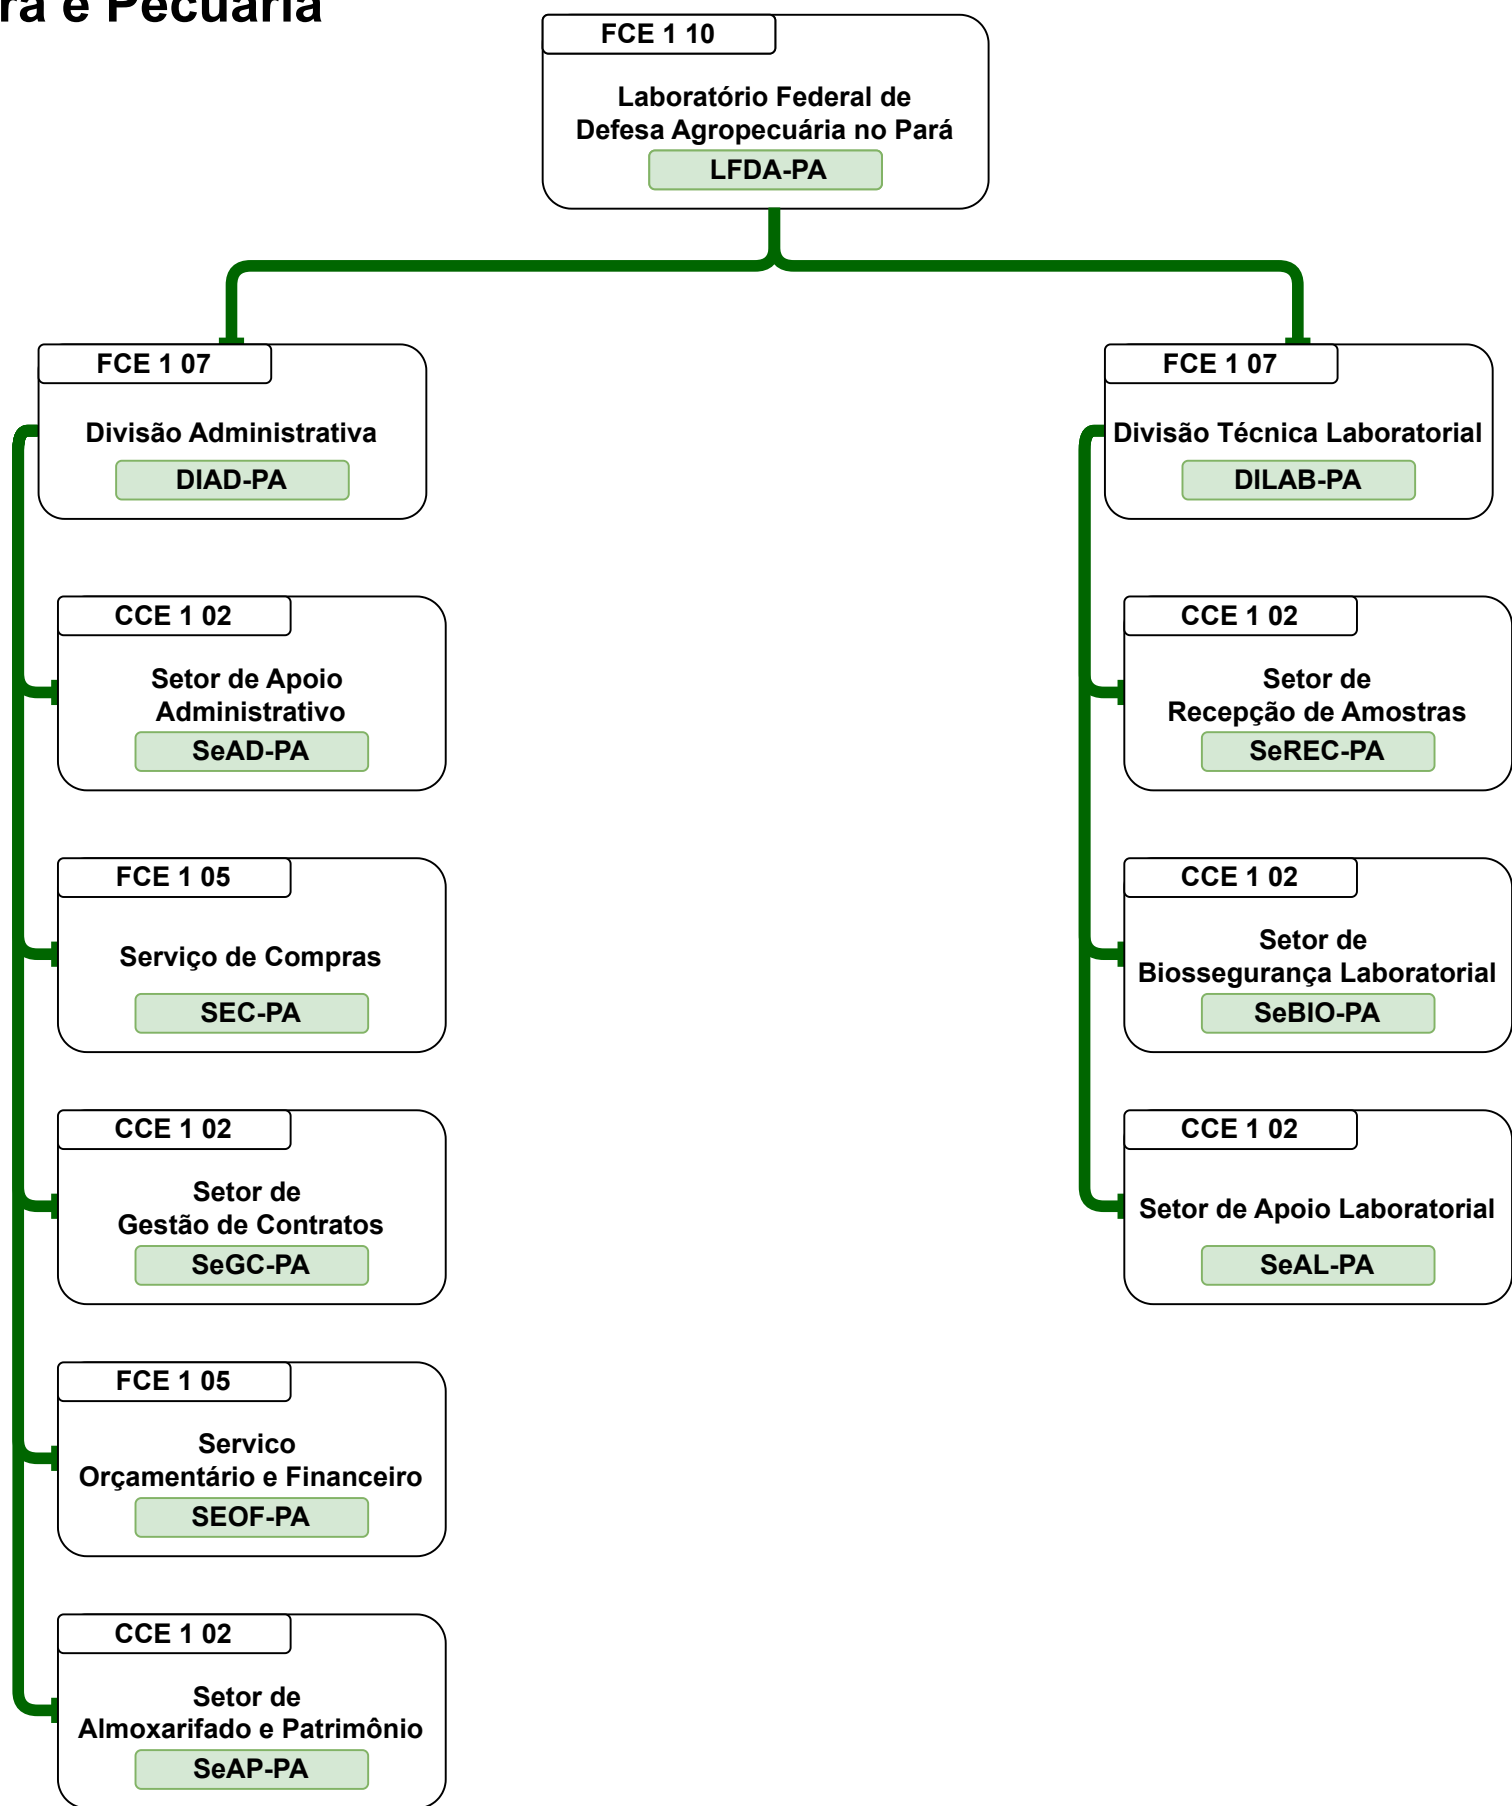 ra e Pecuária
FCE 1 10
Laboratório Federal de
Defesa Agropecuária no Pará
LFDA-PA
FCE 1 07
Divisão Administrativa
DIAD-PA
CCE 1 02
Setor de Apoio
Administrativo
SeAD-PA
FCE 1 05
Serviço de Compras
SEC-PA
CCE 1 02
Setor de
Gestão de Contratos
SeGC-PA
FCE 1 05
Servico
Orçamentário e Financeiro
SEOF-PA
CCE 1 02
Setor de
Almoxarifado e Patrimônio
SeAP-PA
FCE 1 07
Divisão Técnica Laboratorial
DILAB-PA
CCE 1 02
Setor de
Recepção de Amostras
SeREC-PA
CCE 1 02
Setor de
Biossegurança Laboratorial
SeBIO-PA
CCE 1 02
Setor de Apoio Laboratorial
SeAL-PA